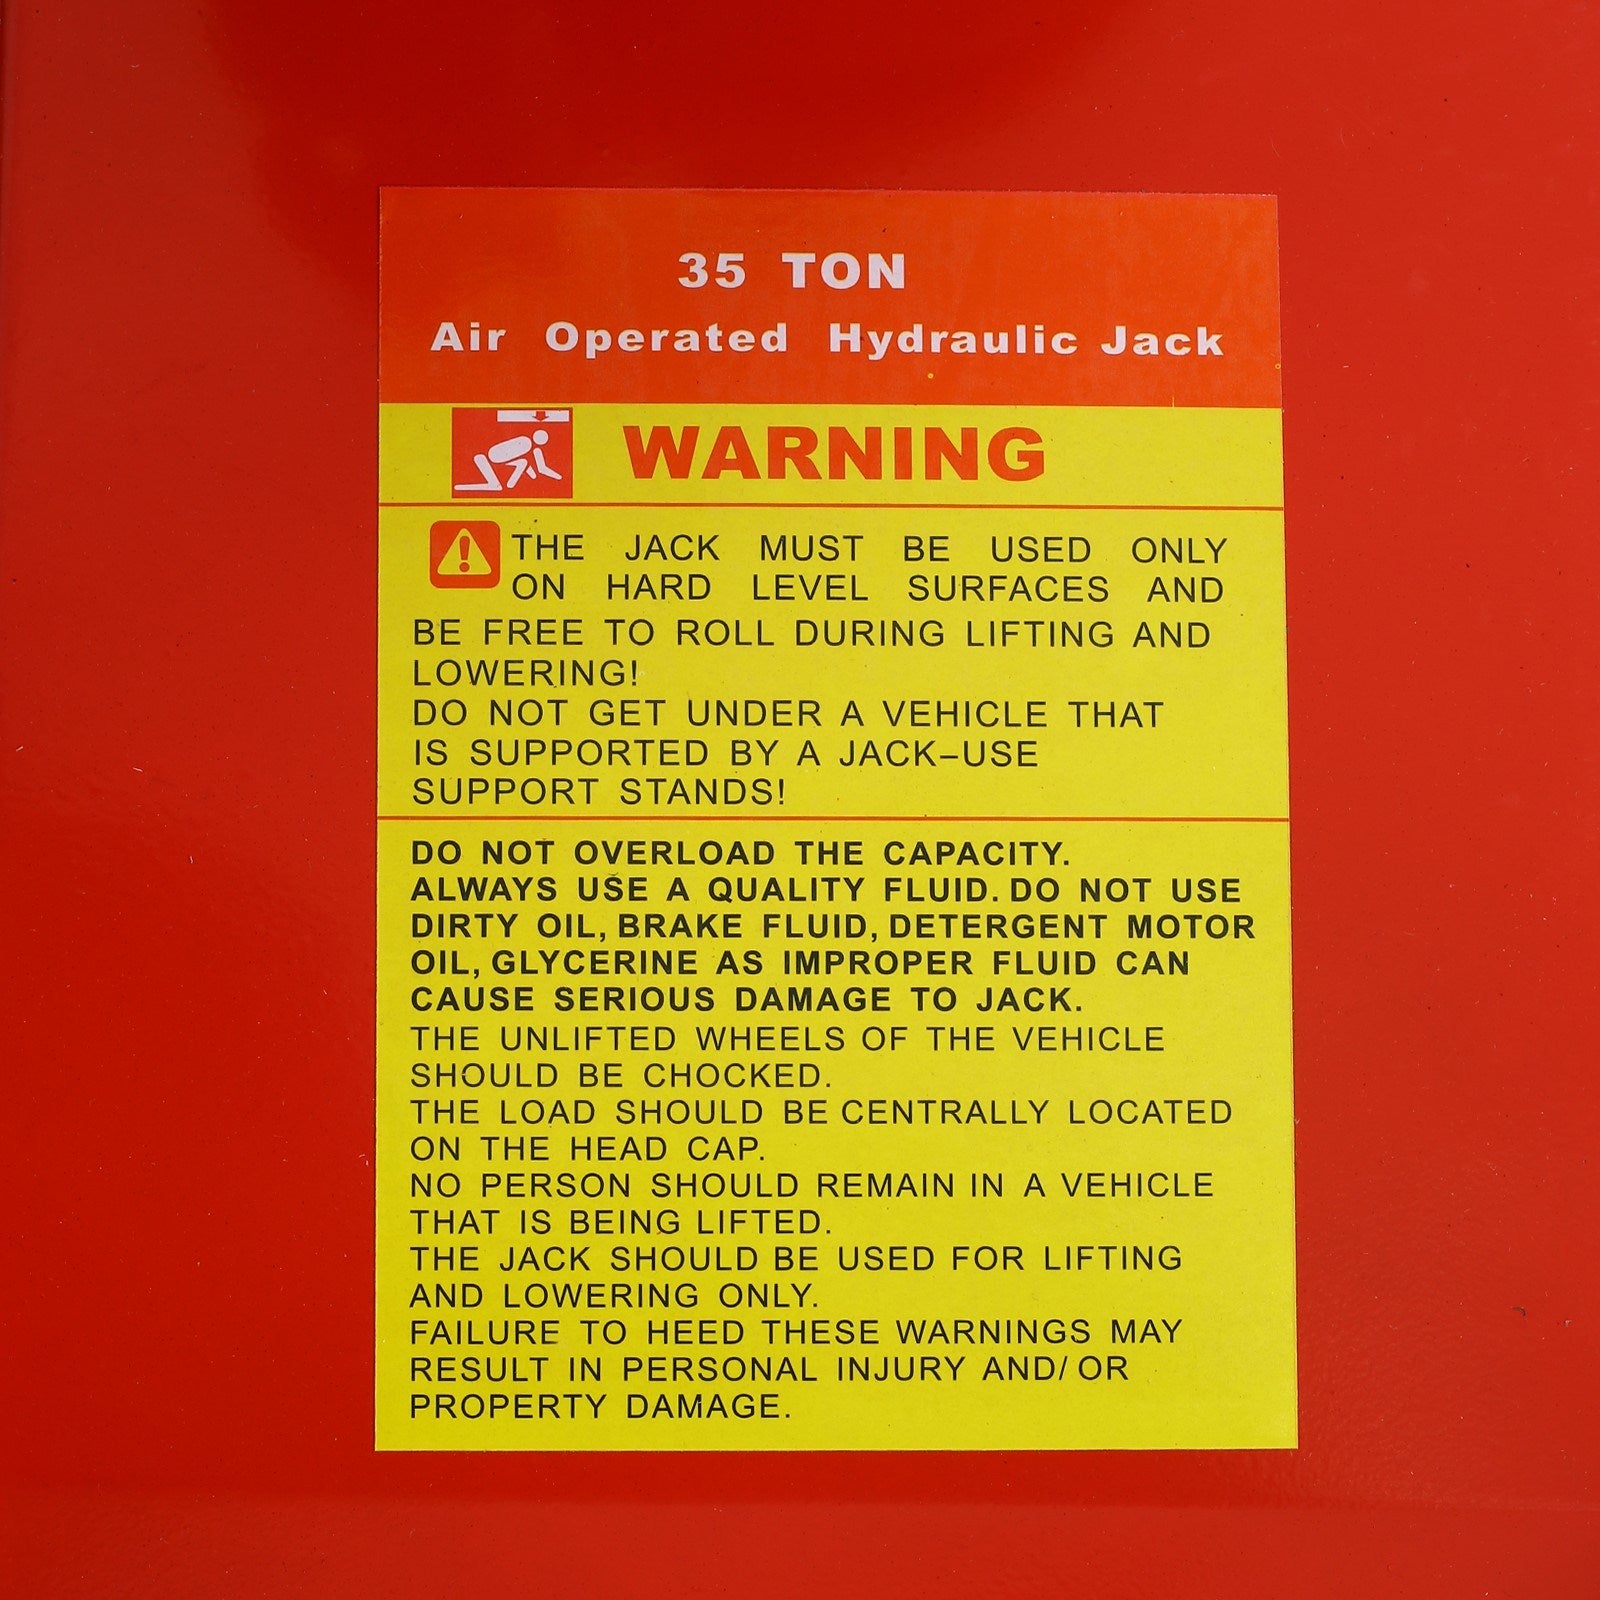 35 TON
Air Operated Hydraulic Jack
WARNING
THE JACK MUST BE USED ONLY
ON HARD LEVEL SURFACES AND
BE FREE TO ROLL DURING LIFTING AND
LOWERING!
DO NOT GET UNDER A VEHICLE THAT
IS SUPPORTED BY A JACK–USE
SUPPORT STANDS!
DO NOT OVERLOAD THE CAPACITY.
ALWAYS USE A QUALITY FLUID. DO NOT USE
DIRTY OIL, BRAKE FLUID, DETERGENT MOTOR
OIL, GLYCERINE AS IMPROPER FLUID CAN
CAUSE SERIOUS DAMAGE TO JACK.
THE UNLIFTED WHEELS OF THE VEHICLE
SHOULD BE CHOCKED.
THE LOAD SHOULD BE CENTRALLY LOCATED
ON THE HEAD CAP.
NO PERSON SHOULD REMAIN IN A VEHICLE
THAT IS BEING LIFTED.
THE JACK SHOULD BE USED FOR LIFTING
AND LOWERING ONLY.
FAILURE TO HEED THESE WARNINGS MAY
RESULT IN PERSONAL INJURY AND/ OR
PROPERTY DAMAGE.